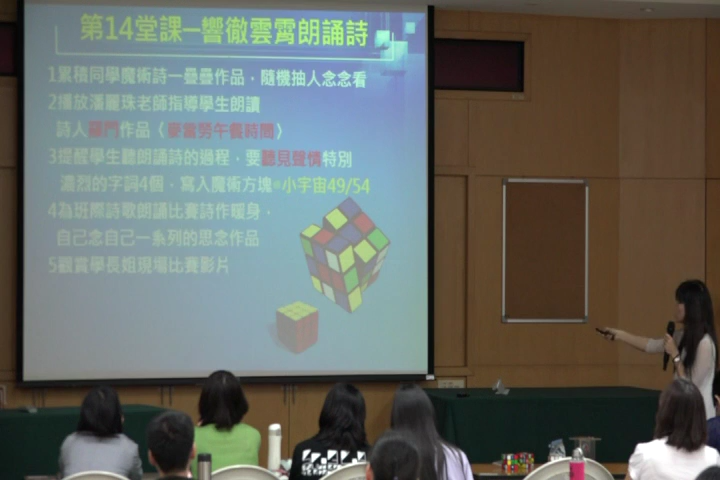 第14堂課—響徹雲霄朗誦詩
1累積同學魔術詩一疊疊作品，隨機抽人念念看
2播放潘麗珠老師指導學生朗讀
詩人羅門作品〈麥當勞午餐時間〉
3提醒學生聽朗誦詩的過程，要聽見聲情特別
濃烈的字詞4個，寫入魔術方塊 小宇宙49/54
4為班際詩歌朗誦比賽詩作暖身，
自己念自己一系列的思念作品
5觀賞學長姐現場比賽影片